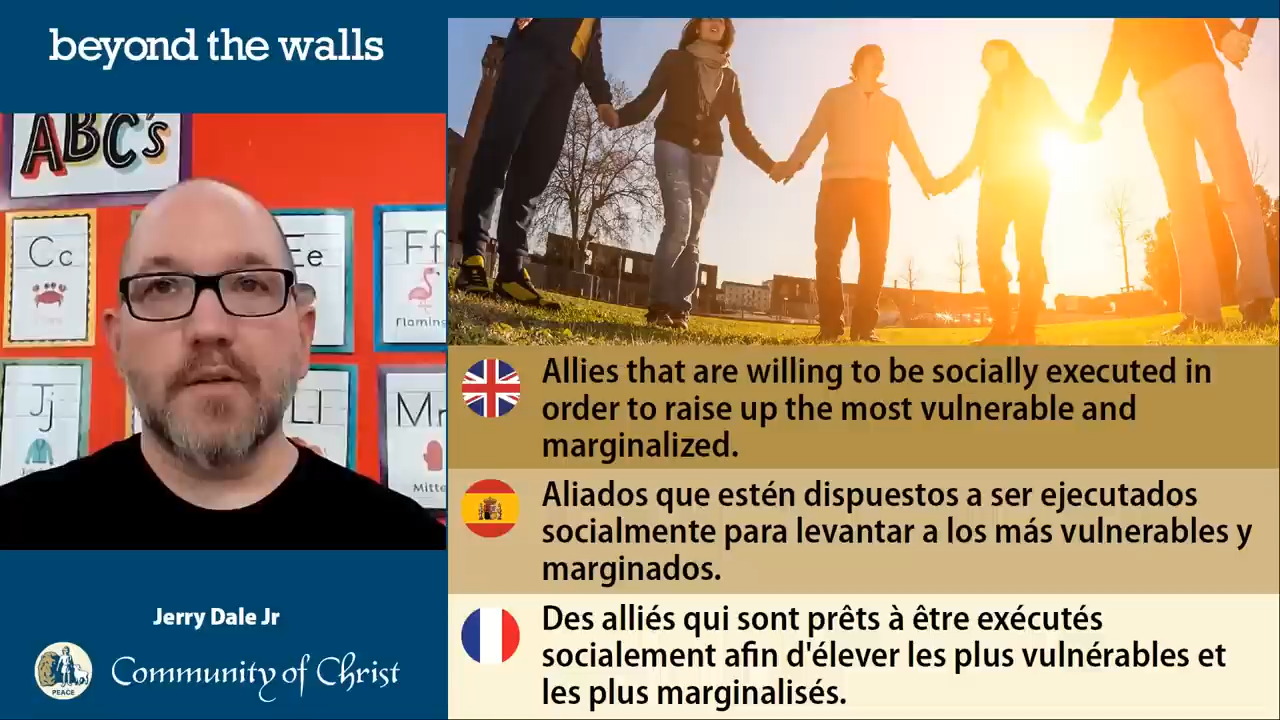 beyond the walls
ABC's
Cc
Ee
Ff
Jj
Ll
Jerry Dale Jr
PEACE
Community of Christ
Allies that are willing to be socially executed in
order to raise up the most vulnerable and
marginalized.
Aliados que estén dispuestos a ser ejecutados
socialmente para levantar a los más vulnerables y
marginados.
Des alliés qui sont prêts à être exécutés
socialement afin d'élever les plus vulnérables et
les plus marginalisés.